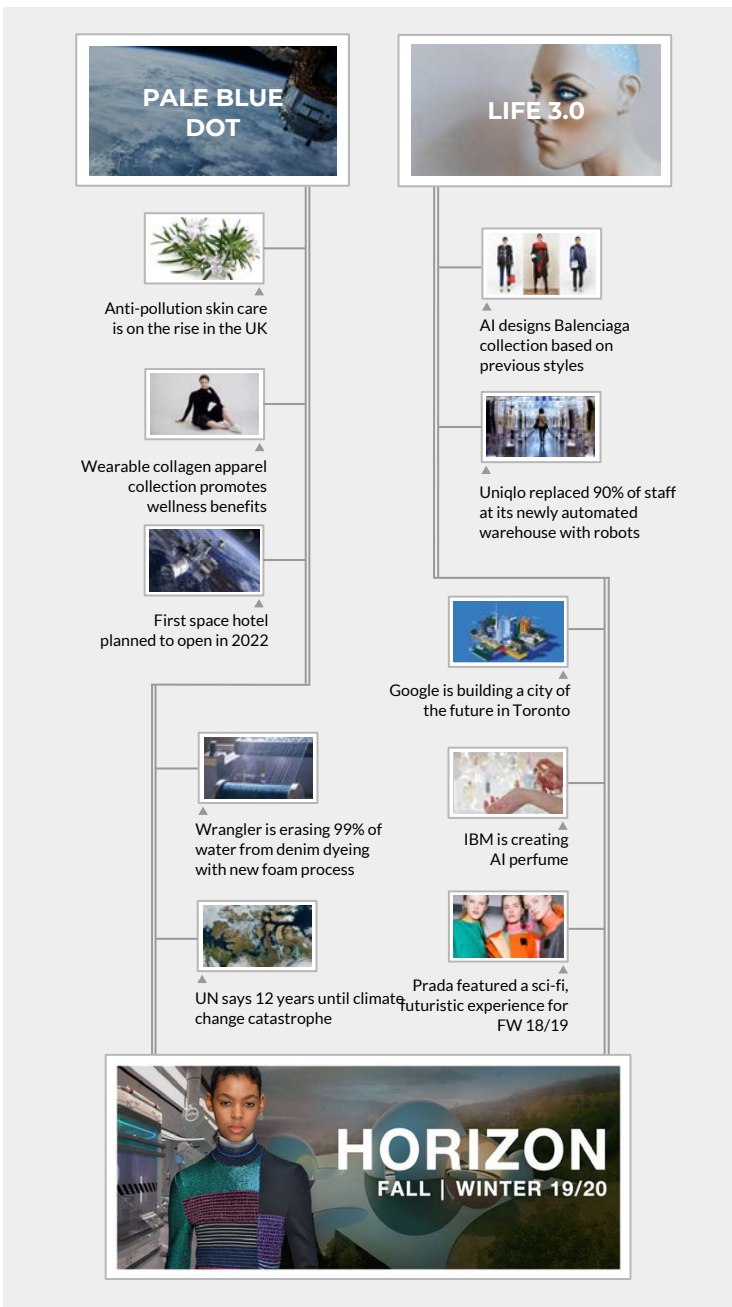 PALE BLUE
DOT
Anti-pollution skin care
is on the rise in the UK
Wearable collagen apparel
collection promotes
wellness benefits
First space hotel
planned to open in 2022
Wrangler is erasing 99% of
water from denim dyeing
with new foam process
UN says 12 years until climate
change catastrophe
LIFE 3.0
AI designs Balenciaga
collection based on
previous styles
Uniqlo replaced 90% of staff
at its newly automated
warehouse with robots
Google is building a city of
the future in Toronto
IBM is creating
AI perfume
Prada featured a sci-fi,
futuristic experience for
FW 18/19
HORIZON
FALL | WINTER 19/20